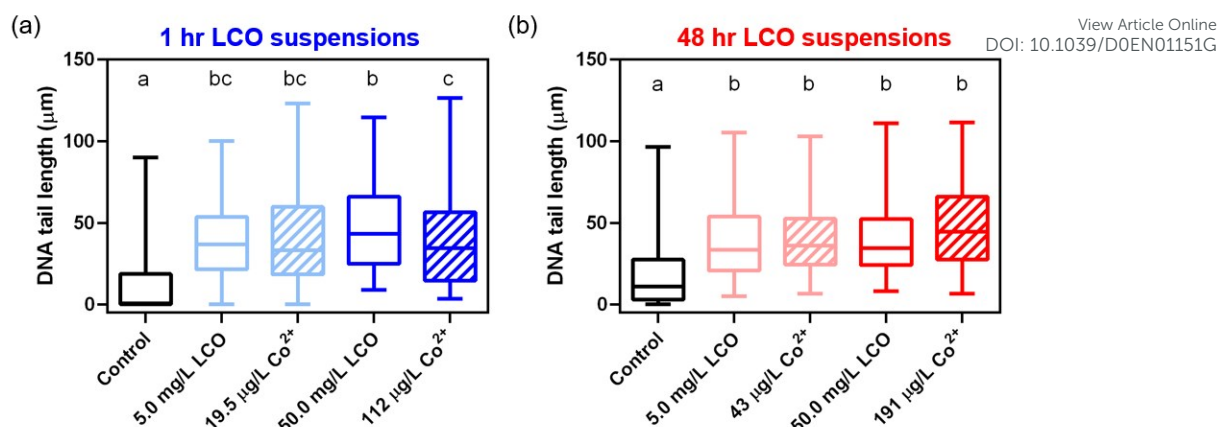 View Article Online
DOI: 10.1039/D0EN01151G
(a)
1 hr LCO suspensions
DNA tail length (μm)
150
100
50
0
a
bc
bc
b
c
Control
5.0 mg/L LCO
19.5 μg/L Co²⁺
50.0 mg/L LCO
112 μg/L Co²⁺
(b)
48 hr LCO suspensions
DNA tail length (μm)
150
100
50
0
a
b
b
b
b
Control
5.0 mg/L LCO
43 μg/L Co²⁺
50.0 mg/L LCO
191 μg/L Co²⁺